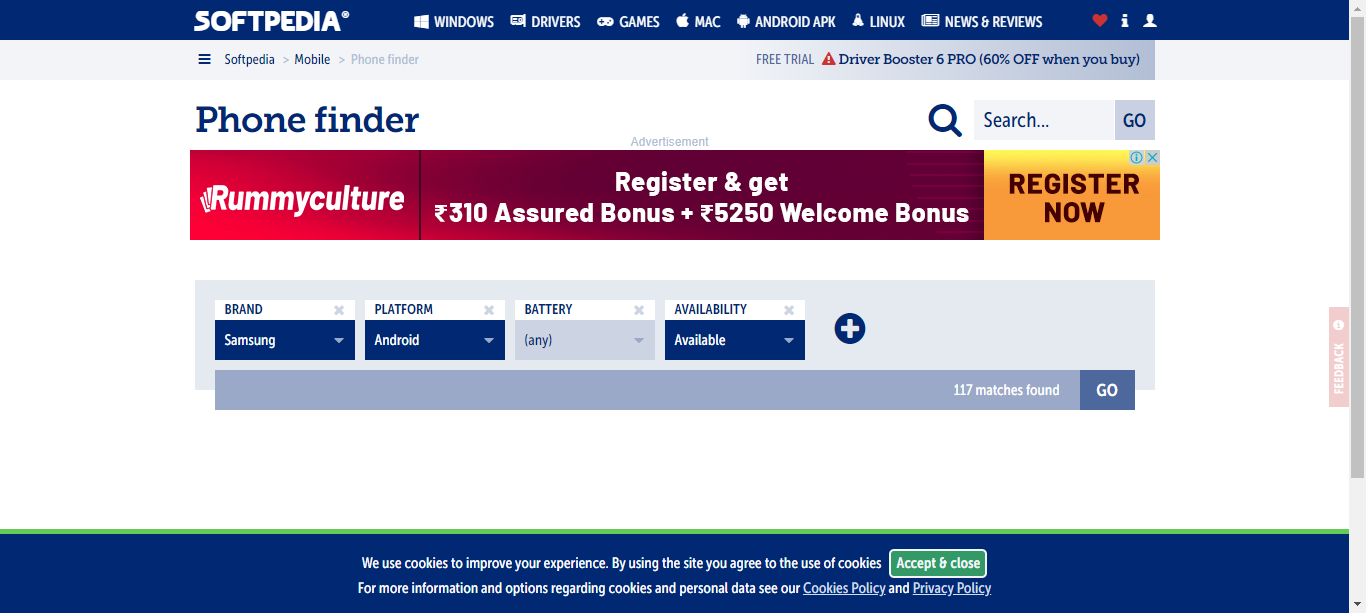 SOFTPEDIA®
WINDOWS DRIVERS GAMES MAC ANDROID APK LINUX NEWS & REVIEWS
Softpedia > Mobile > Phone finder
FREE TRIAL Driver Booster 6 PRO (60% OFF when you buy)
Phone finder
Search...
GO
Advertisement
Rummyculture
Register & get
₹310 Assured Bonus + ₹5250 Welcome Bonus
REGISTER
NOW
BRAND
Samsung
PLATFORM
Android
BATTERY
(any)
AVAILABILITY
Available
117 matches found
GO
FEEDBACK
We use cookies to improve your experience. By using the site you agree to the use of cookies Accept & close
For more information and options regarding cookies and personal data see our Cookies Policy and Privacy Policy